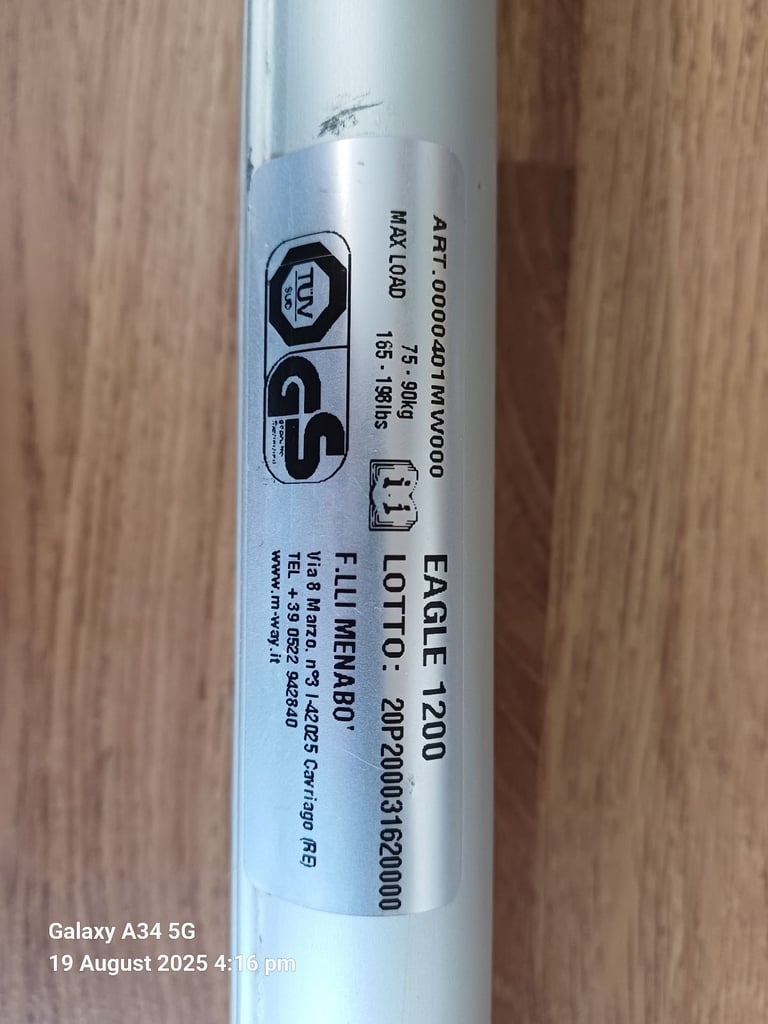 ART.0000401MW000
MAX LOAD 75 - 90kg
165 - 198lbs
TÜV
SÜD
GS
EAGLE 1200
LOTTO: 20P200031620000
F.LLI MENABO'
Via 8 Marzo. n°3 I-42025 Cavriago (RE)
TEL +39 0522 942840
www.m-way.it
Galaxy A34 5G
19 August 2025 4:16 pm